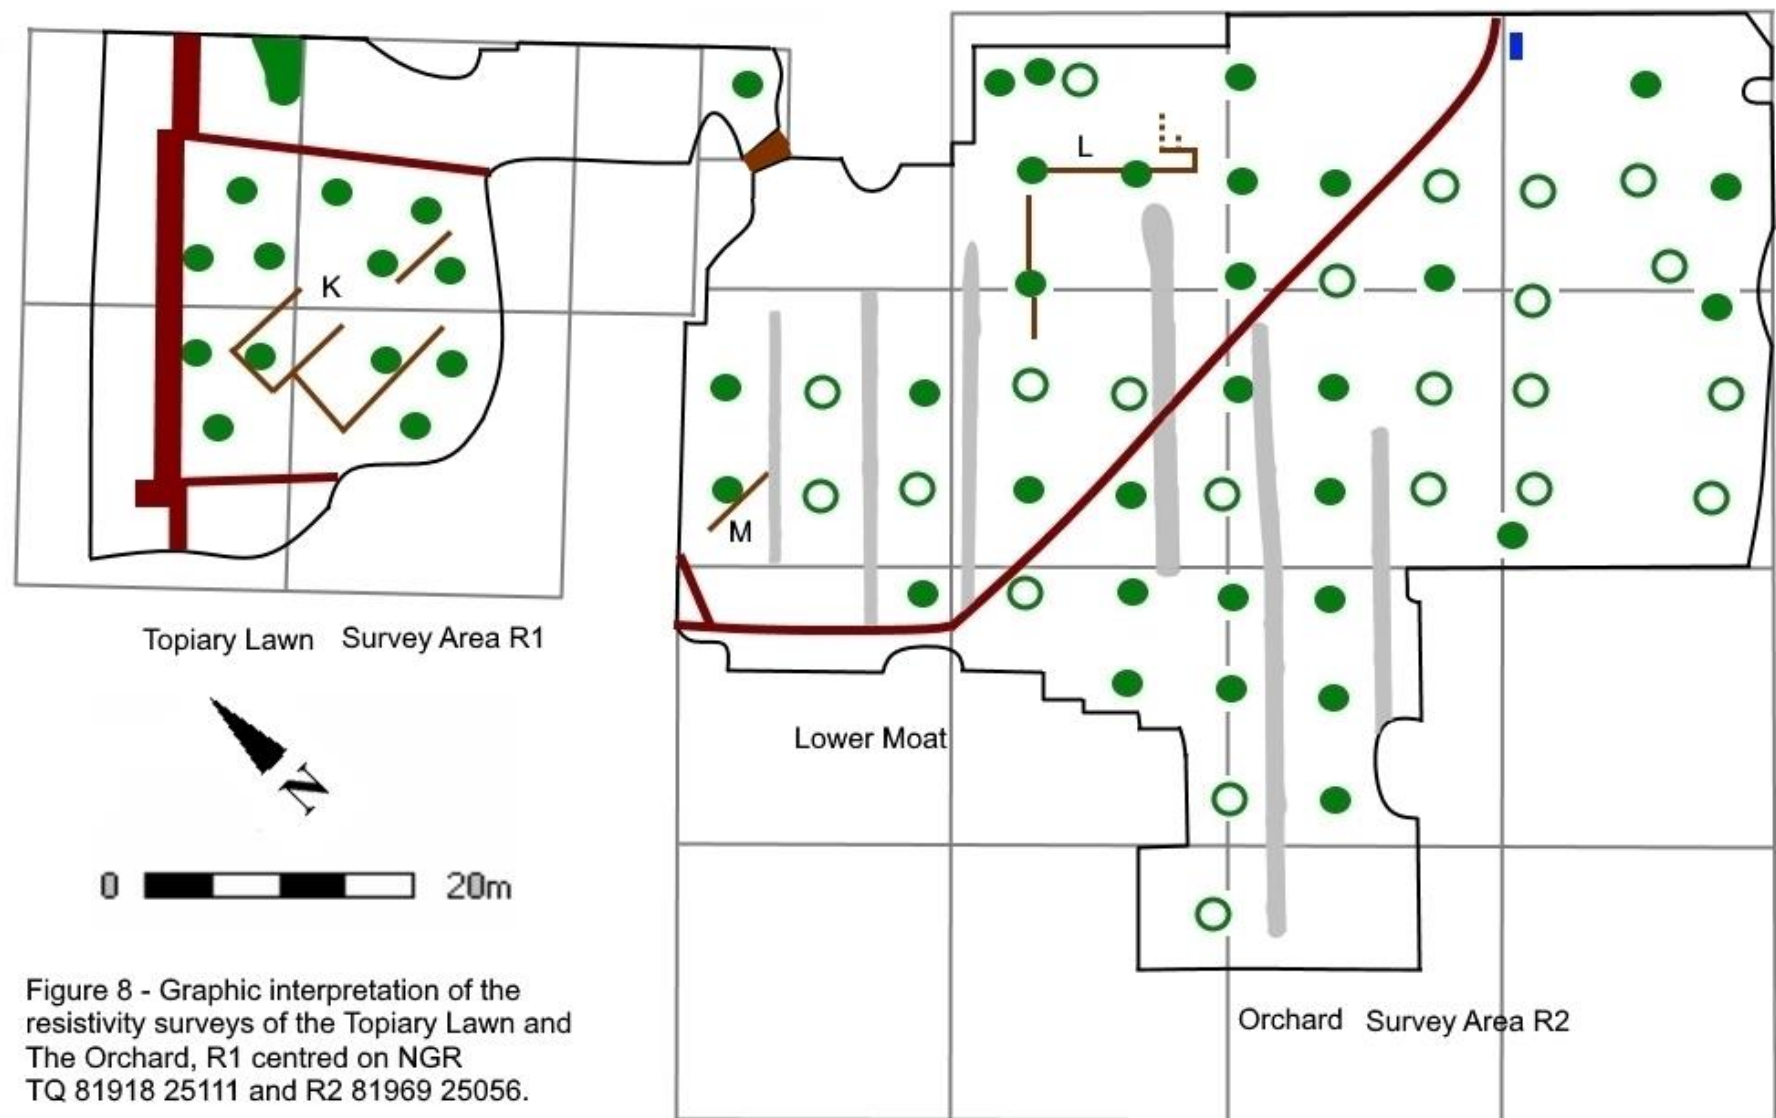 L
K
M
Topiary Lawn Survey Area R1
Lower Moat
N
0 20m
Orchard Survey Area R2
Figure 8 - Graphic interpretation of the
resistivity surveys of the Topiary Lawn and
The Orchard, R1 centred on NGR
TQ 81918 25111 and R2 81969 25056.